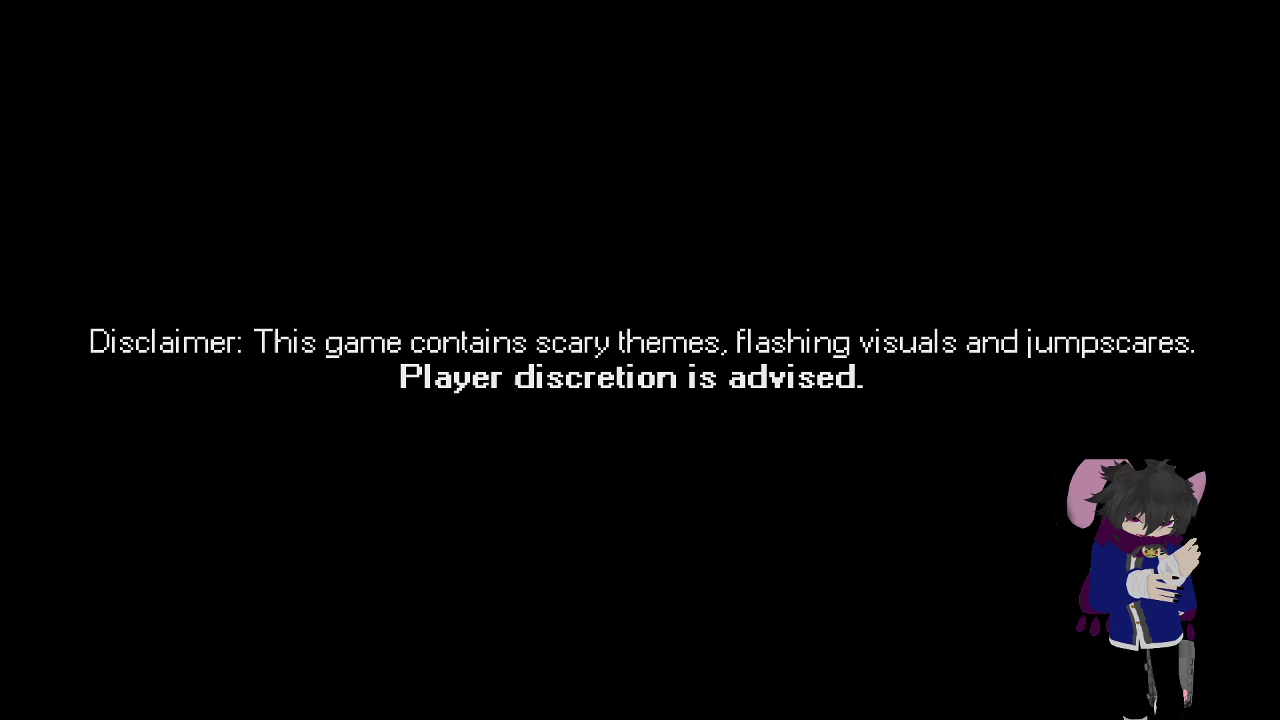 Disclaimer: This game contains scary themes, flashing visuals and jumpscares.
Player discretion is advised.